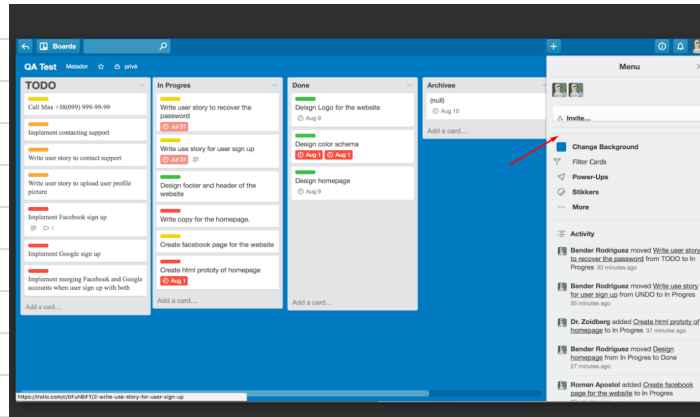 Boards
QA Test Matador privé
TODO
Call Max +38(099) 999-99-99
Implement contacting support
Write user story to contact support
Write user story to upload user profile
picture
Implement Facebook sign up
1
Implement Google sign up
Implement merging Facebook and Google
accounts when user sign up with both
Add a card....
In Progres
Write user story to recover the
password
Jul 31
Write use story for user sign up
Jul 31
Design footer and header of the
website
Write copy for the homepage.
Create facebook page for the website
Create html prototy of homepage
Aug 1
Add a card....
Done
Deisgn Logo for the website
Aug 9
Design color schema
Aug 1 Aug 1
Design homepage
Aug 9
Add a card....
Archivee
(null)
Aug 10
Add a card....
Menu
Invite...
Change Background
Filter Cards
Power-Ups
Stikkers
More
Activity
Bender Rodriguez moved Write user story
to recover the password from TODO to In
Progres 33 minutes ago
Bender Rodriguez moved Write use story
for user sign up from UNDO to In Progres
35 minutes ago
Dr. Zoidberg added Create html prototy of
homepage to In Progres 37 minutes ago
Bender Rodriguez moved Design
homepage from In Progres to Done
27 minutes ago
Roman Apostol added Create facebook
page for the website to In Progres
https://trello.com/c/0FuhBlFT/2-write-use-story-for-user-sign-up